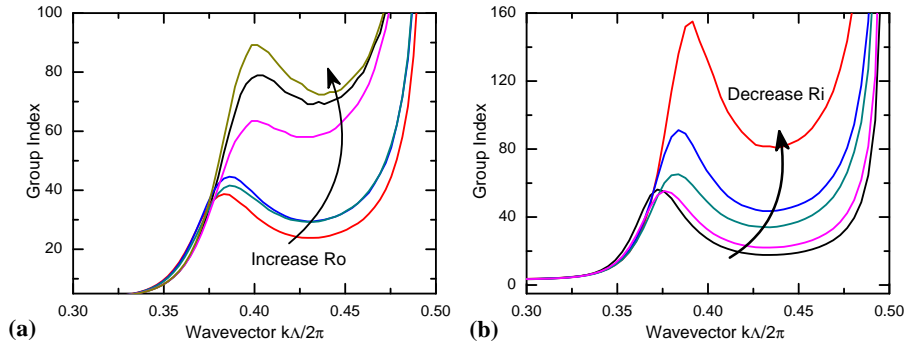 100
80
60
40
20
0.30
0.35
0.40
0.45
0.50
Group Index
Wavevector kΛ/2π
Increase Ro
(a)
160
120
80
40
0
0.30
0.35
0.40
0.45
0.50
Group Index
Wavevector kΛ/2π
Decrease Ri
(b)